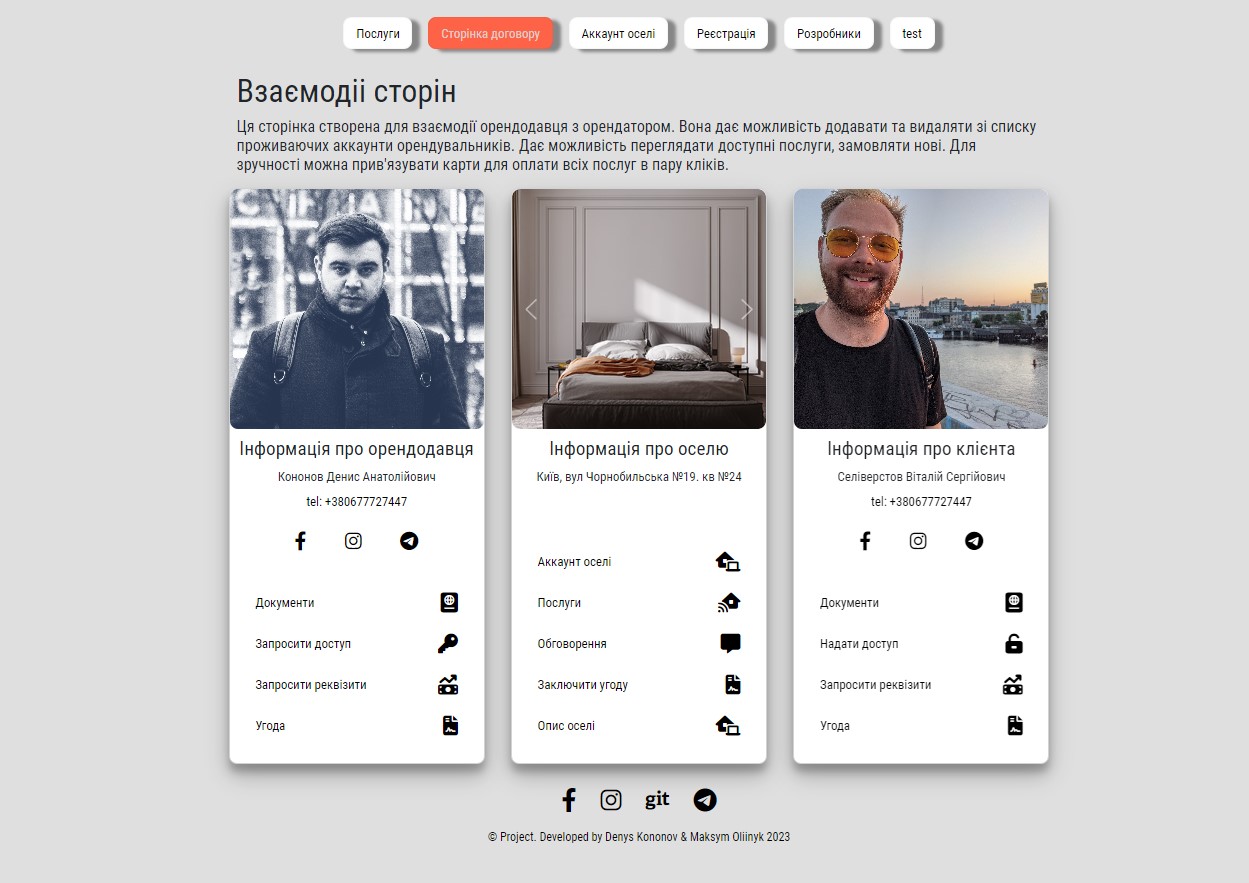 Послуги
Сторінка договору
Аккаунт оселі
Реєстрація
Розробники
test
Взаємодії сторін
Ця сторінка створена для взаємодії орендодавця з орендатором. Вона дає можливість додавати та видаляти зі списку
проживаючих аккаунти орендувальників. Дає можливість переглядати доступні послуги, замовляти нові. Для
зручності можна прив'язувати карти для оплати всіх послуг в пару кліків.
Інформація про орендодавця
Кононов Денис Анатолійович
tel: +380677727447
Документи
Запросити доступ
Запросити реквізити
Угода
Інформація про оселю
Київ, вул Чорнобильська №19. кв №24
Аккаунт оселі
Послуги
Обговорення
Заключити угоду
Опис оселі
Інформація про клієнта
Селіверстов Віталій Сергійович
tel: +380677727447
Документи
Надати доступ
Запросити реквізити
Угода
git
© Project. Developed by Denys Kononov & Maksym Oliinyk 2023